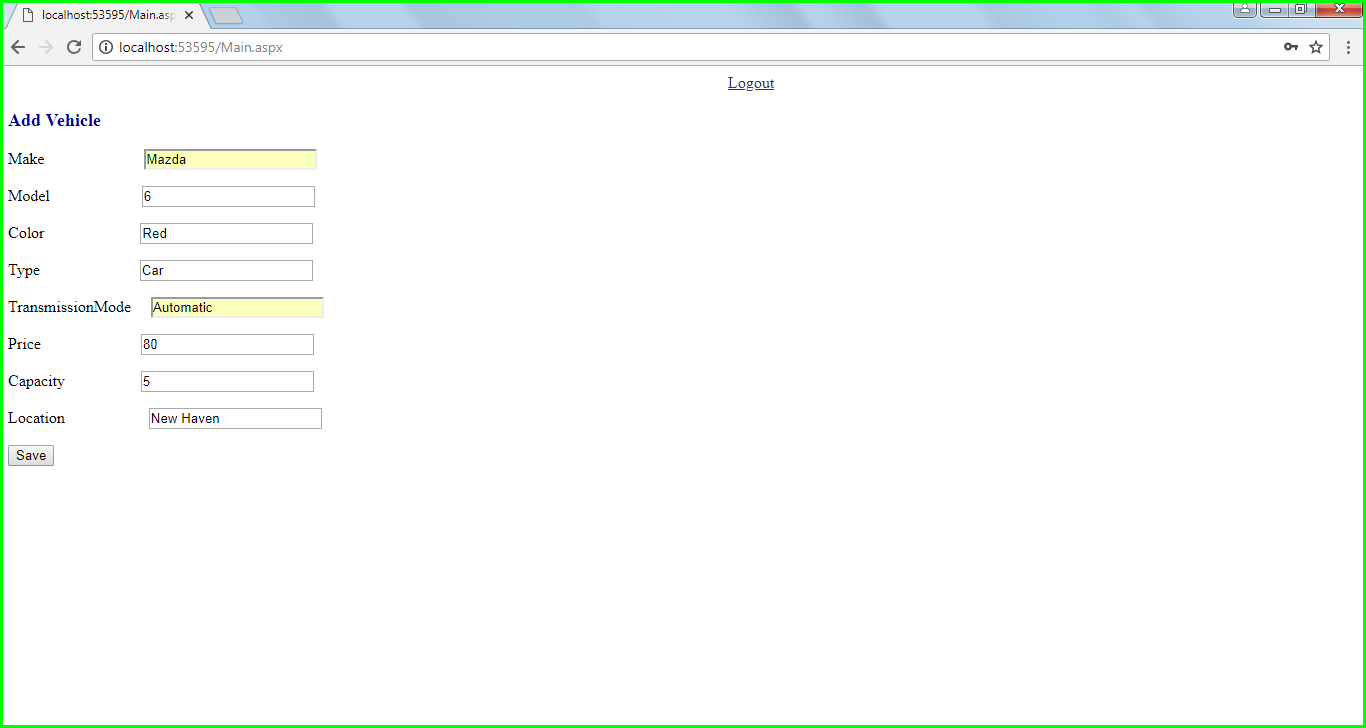 localhost:53595/Main.asp
localhost:53595/Main.aspx
Logout
Add Vehicle
Make Mazda
Model 6
Color Red
Type Car
TransmissionMode Automatic
Price 80
Capacity 5
Location New Haven
Save